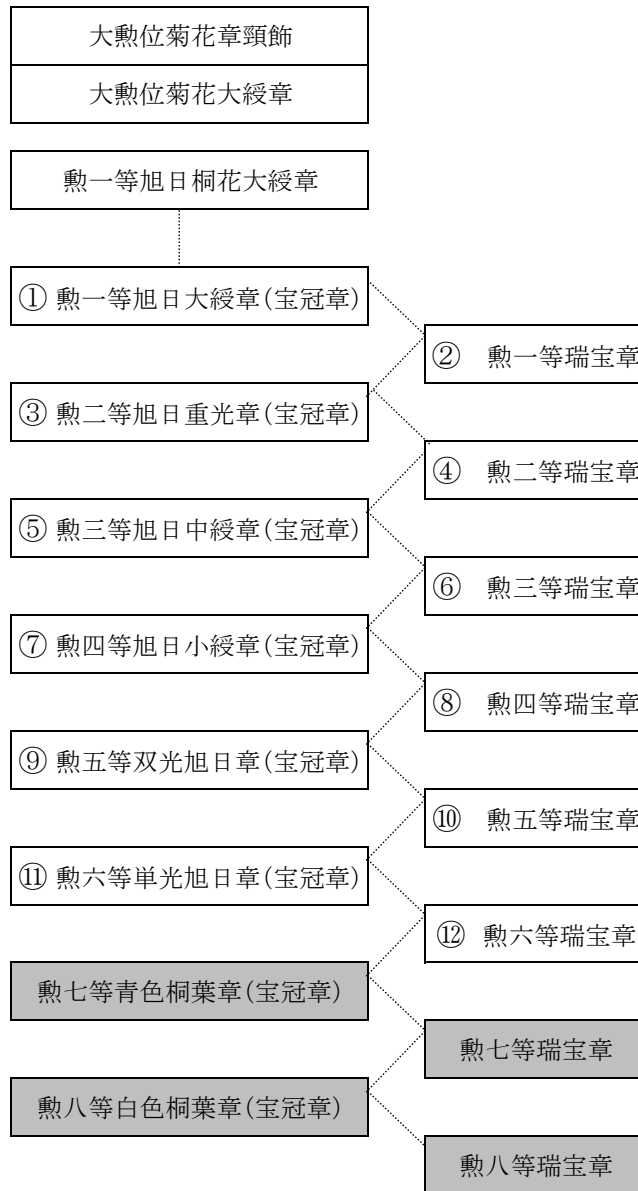 大勲位菊花章頸飾
大勲位菊花大綬章
勲一等旭日桐花大綬章
① 勲一等旭日大綬章(宝冠章)
② 勲一等瑞宝章
③ 勲二等旭日重光章(宝冠章)
④ 勲二等瑞宝章
⑤ 勲三等旭日中綬章(宝冠章)
⑥ 勲三等瑞宝章
⑦ 勲四等旭日小綬章(宝冠章)
⑧ 勲四等瑞宝章
⑨ 勲五等双光旭日章(宝冠章)
⑩ 勲五等瑞宝章
⑪ 勲六等単光旭日章(宝冠章)
⑫ 勲六等瑞宝章
勲七等青色桐葉章(宝冠章)
勲七等瑞宝章
勲八等白色桐葉章(宝冠章)
勲八等瑞宝章